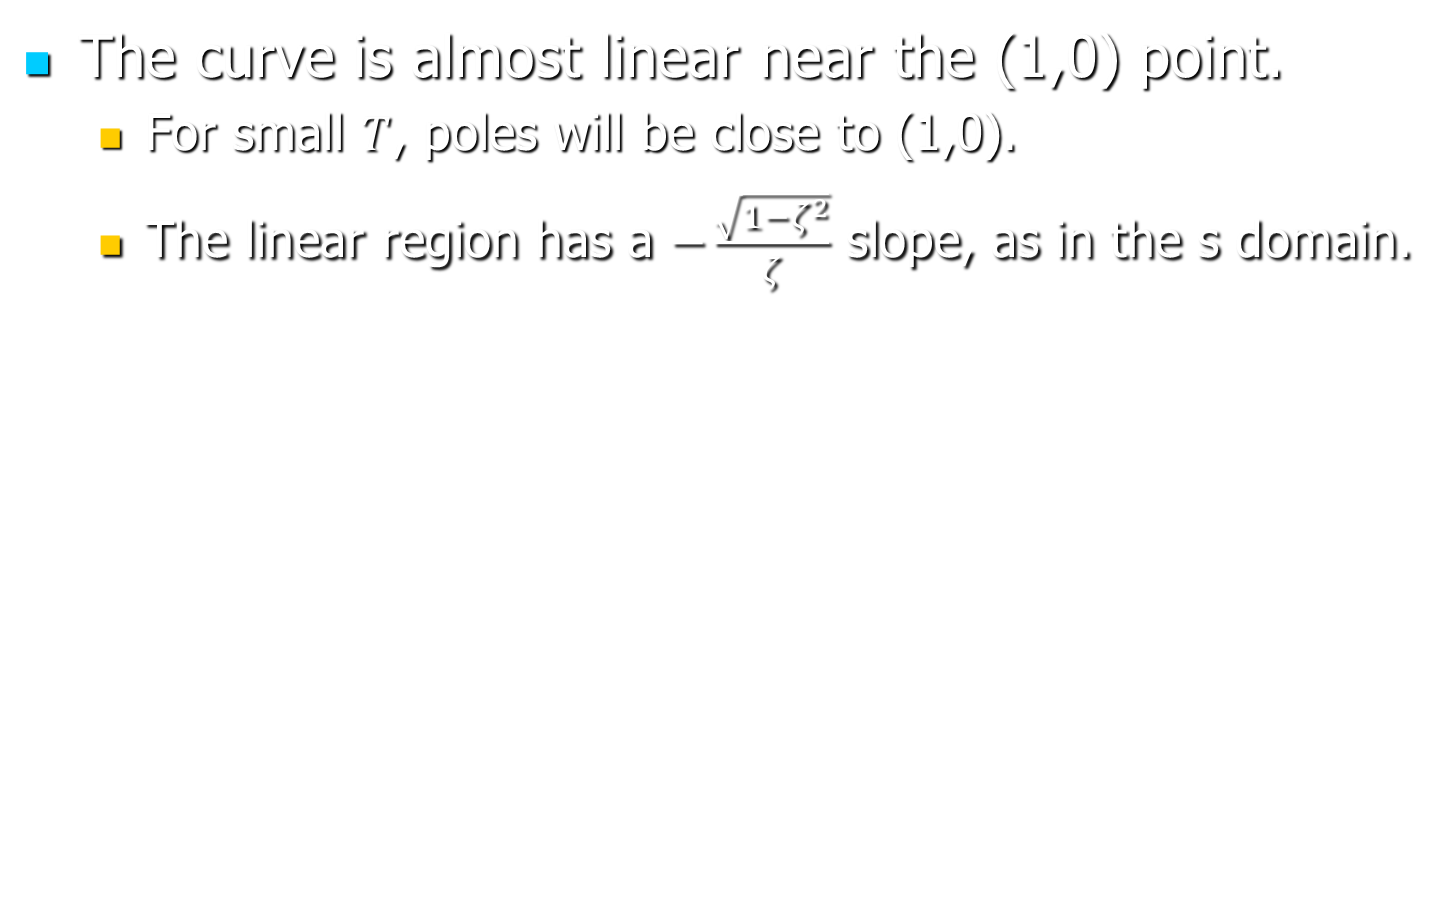 The curve is almost linear near the (1,0) point.
For small T, poles will be close to (1,0).
The linear region has a −√(1−ζ²)/ζ slope, as in the s domain.